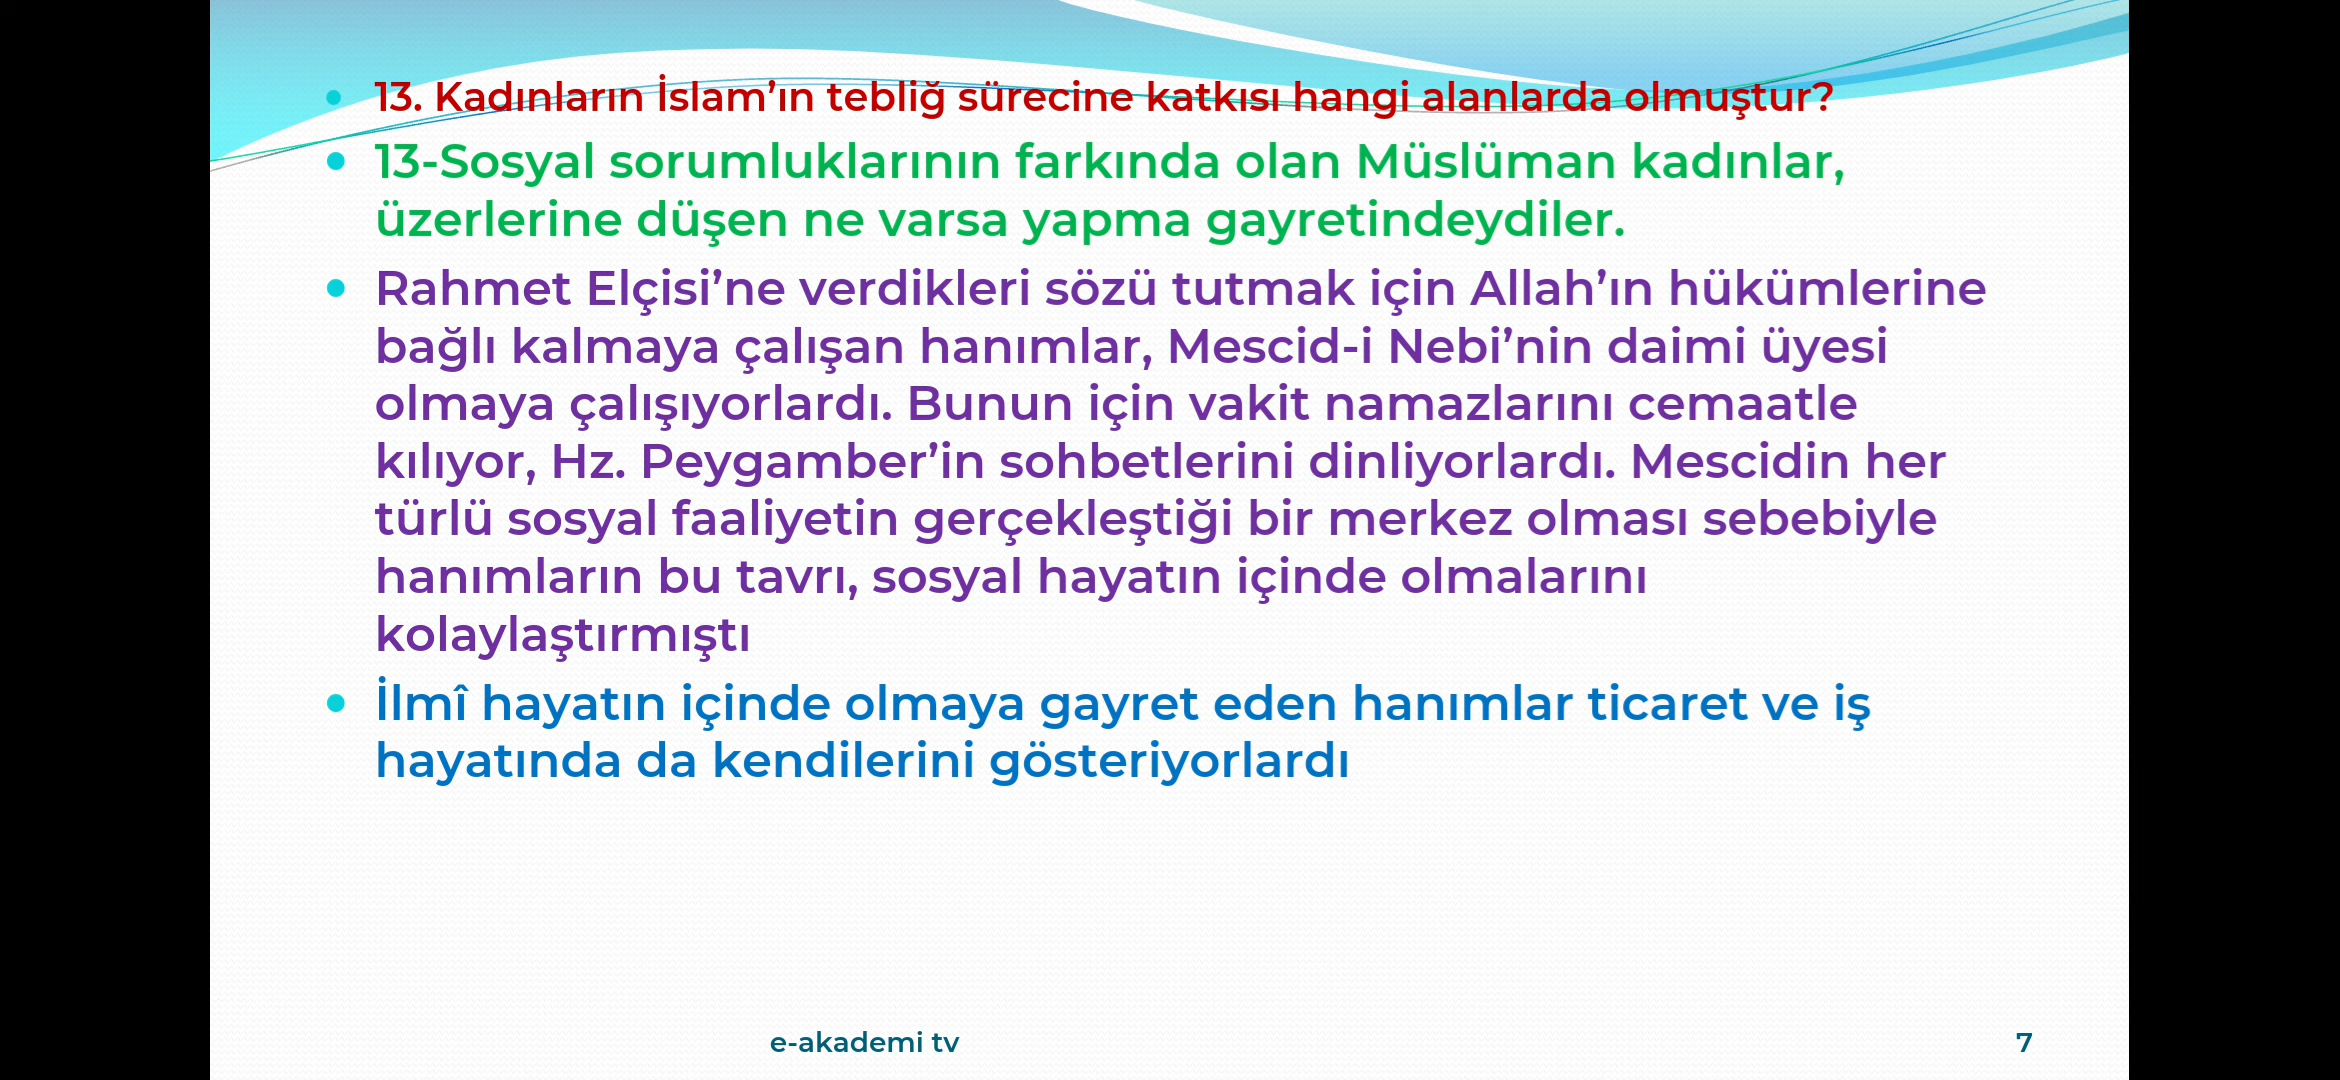 13. Kadınların İslam’ın tebliğ sürecine katkısı hangi alanlarda olmuştur?
13-Sosyal sorumluklarının farkında olan Müslüman kadınlar,
üzerlerine düşen ne varsa yapma gayretindeydiler.
Rahmet Elçisi’ne verdikleri sözü tutmak için Allah’ın hükümlerine
bağlı kalmaya çalışan hanımlar, Mescid-i Nebi’nin daimi üyesi
olmaya çalışıyorlardı. Bunun için vakit namazlarını cemaatle
kılıyor, Hz. Peygamber’in sohbetlerini dinliyorlardı. Mescidin her
türlü sosyal faaliyetin gerçekleştiği bir merkez olması sebebiyle
hanımların bu tavrı, sosyal hayatın içinde olmalarını
kolaylaştırmıştı
İlmî hayatın içinde olmaya gayret eden hanımlar ticaret ve iş
hayatında da kendilerini gösteriyorlardı
e-akademi tv
7